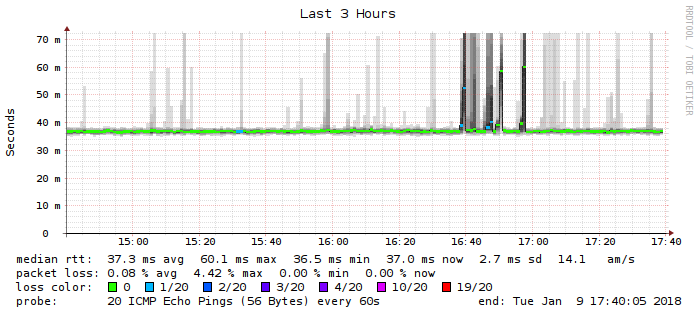 Last 3 Hours
RRDTOOL / TOBI OETIKER
Seconds
70 m
60 m
50 m
40 m
30 m
20 m
10 m
0
15:00 15:20 15:40 16:00 16:20 16:40 17:00 17:20 17:40
median rtt: 37.3 ms avg 60.1 ms max 36.5 ms min 37.0 ms now 2.7 ms sd 14.1 am/s
packet loss: 0.08 % avg 4.42 % max 0.00 % min 0.00 % now
loss color: 0 1/20 2/20 3/20 4/20 10/20 19/20
probe: 20 ICMP Echo Pings (56 Bytes) every 60s end: Tue Jan 9 17:40:05 2018